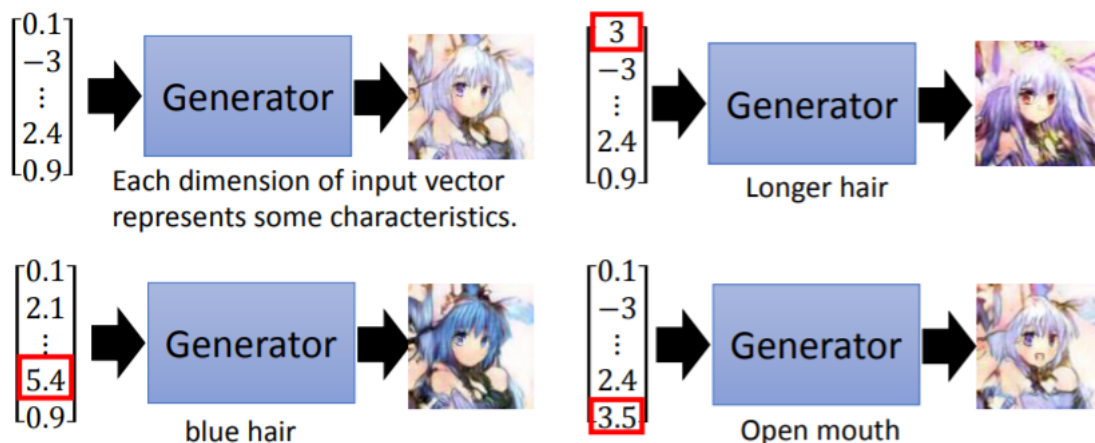 0.1
−3
⋮
2.4
0.9
Generator
Each dimension of input vector
represents some characteristics.
3
−3
⋮
2.4
0.9
Generator
Longer hair
0.1
2.1
⋮
5.4
0.9
Generator
blue hair
0.1
−3
⋮
2.4
3.5
Generator
Open mouth